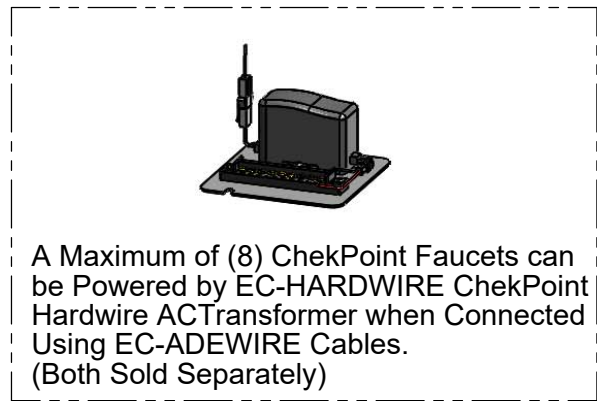 A Maximum of (8) ChekPoint Faucets can
be Powered by EC-HARDWIRE ChekPoint
Hardwire ACTransformer when Connected
Using EC-ADEWIRE Cables.
(Both Sold Separately)